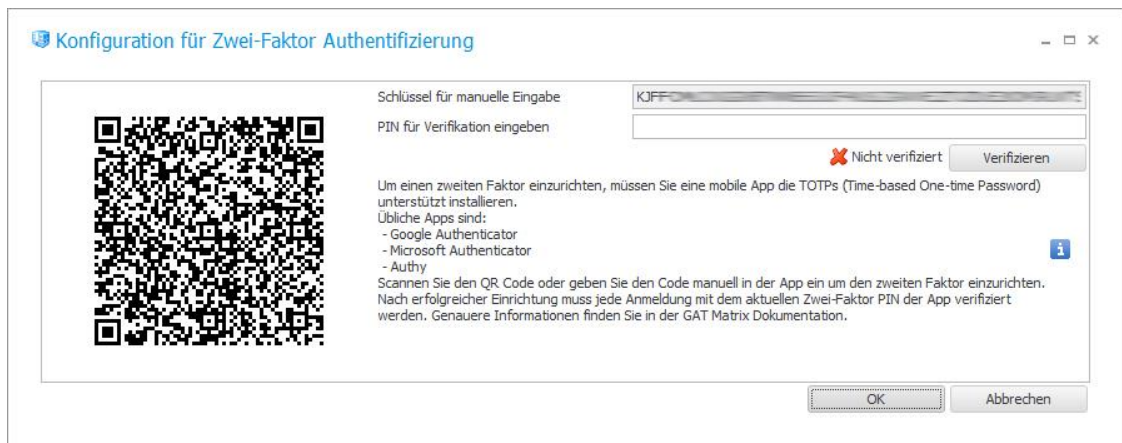 Konfiguration für Zwei-Faktor Authentifizierung
Schlüssel für manuelle Eingabe
PIN für Verifikation eingeben
Nicht verifiziert
Verifizieren
Um einen zweiten Faktor einzurichten, müssen Sie eine mobile App die TOTPs (Time-based One-time Password)
unterstützt installieren.
Übliche Apps sind:
- Google Authenticator
- Microsoft Authenticator
- Authy
Scannen Sie den QR Code oder geben Sie den Code manuell in der App ein um den zweiten Faktor einzurichten.
Nach erfolgreicher Einrichtung muss jede Anmeldung mit dem aktuellen Zwei-Faktor PIN der App verifiziert
werden. Genauere Informationen finden Sie in der GAT Matrix Dokumentation.
OK
Abbrechen